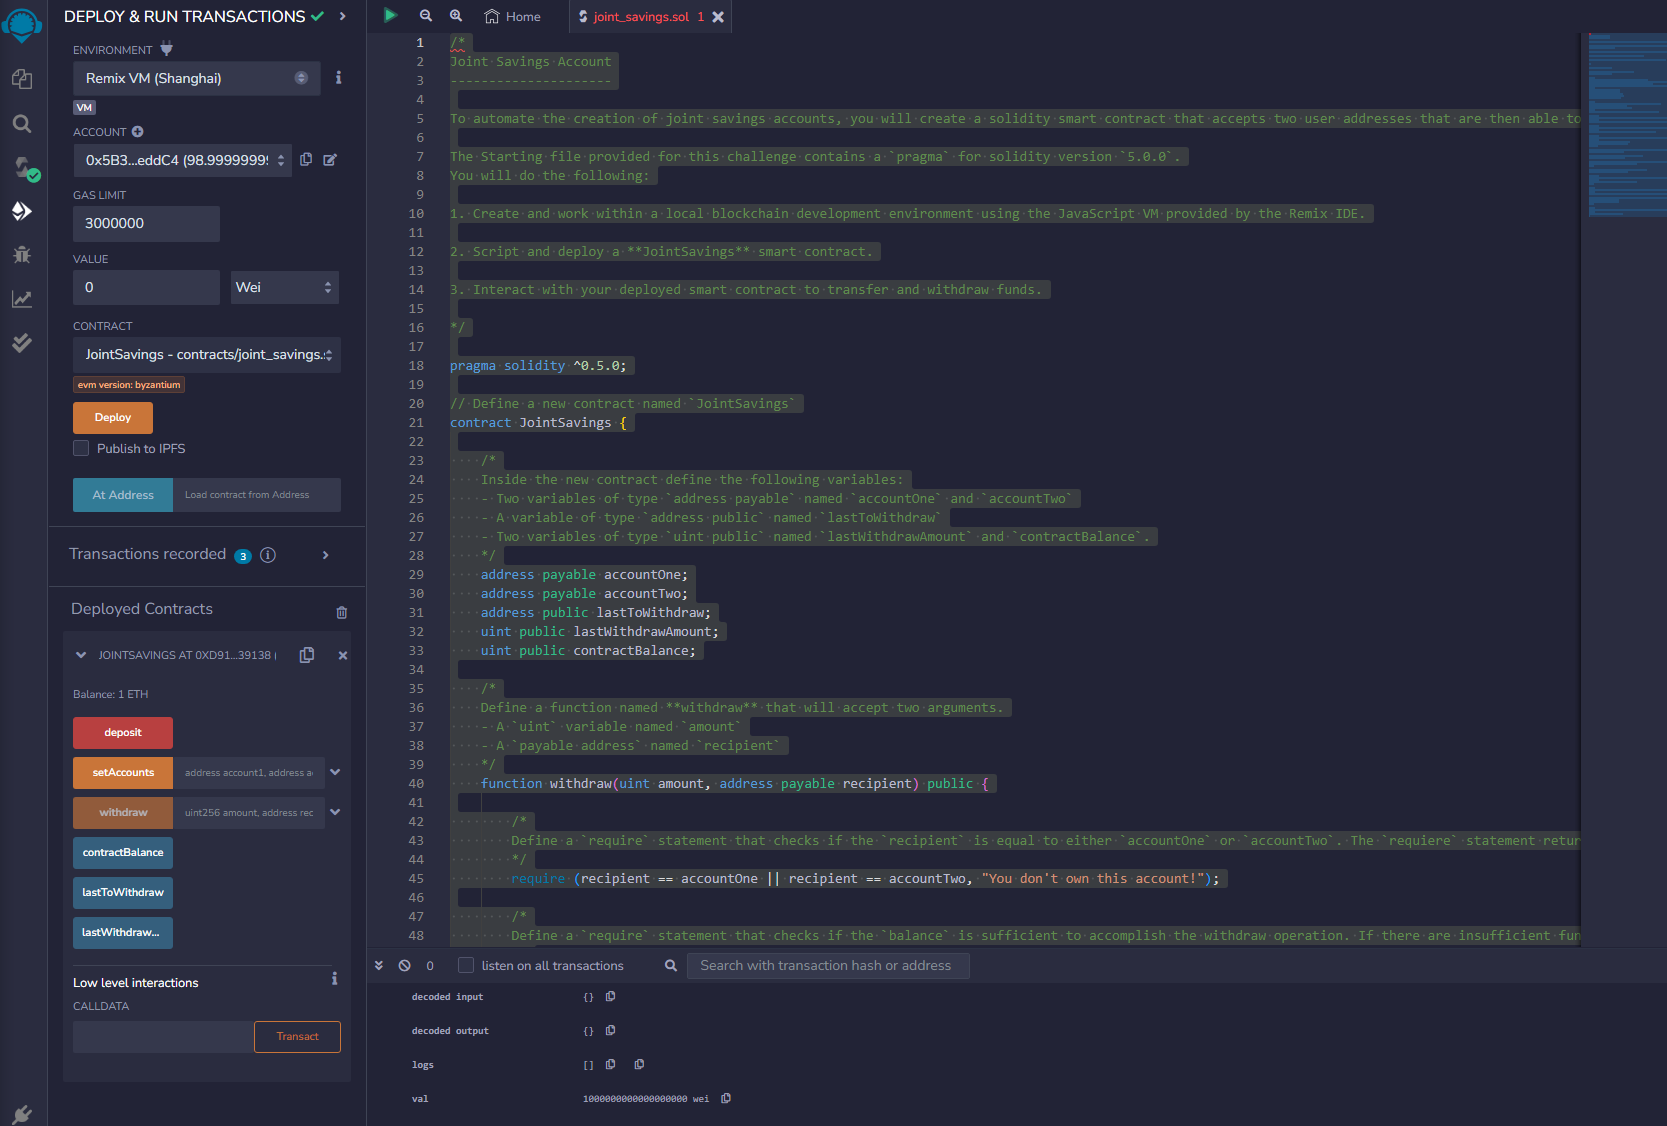 DEPLOY & RUN TRANSACTIONS
ENVIRONMENT
Remix VM (Shanghai)
VM
ACCOUNT
0x5B3...eddC4 (98.9999999
GAS LIMIT
3000000
VALUE
0
Wei
CONTRACT
JointSavings - contracts/joint_savings.
evm version: byzantium
Deploy
Publish to IPFS
At Address
Load contract from Address
Transactions recorded 3
Deployed Contracts
JOINTSAVINGS AT 0XD91...39138 (
Balance: 1 ETH
deposit
setAccounts
address account1, address a
withdraw
uint256 amount, address rec
contractBalance
lastToWithdraw
lastWithdraw...
Low level interactions
CALLDATA
Transact
Home
joint_savings.sol 1
1 /*
2 Joint Savings Account
3 ---------------------
4
5 To automate the creation of joint savings accounts, you will create a solidity smart contract that accepts two user addresses that are then able to
6
7 The Starting file provided for this challenge contains a `pragma` for solidity version `5.0.0`.
8 You will do the following:
9
10 1. Create and work within a local blockchain development environment using the JavaScript VM provided by the Remix IDE.
11
12 2. Script and deploy a **JointSavings** smart contract.
13
14 3. Interact with your deployed smart contract to transfer and withdraw funds.
15
16 */
17
18 pragma solidity ^0.5.0;
19
20 // Define a new contract named `JointSavings`
21 contract JointSavings {
22
23 /*
24 Inside the new contract define the following variables:
25 - Two variables of type `address payable` named `accountOne` and `accountTwo`
26 - A variable of type `address public` named `lastToWithdraw`
27 - Two variables of type `uint public` named `lastWithdrawAmount` and `contractBalance`.
28 */
29 address payable accountOne;
30 address payable accountTwo;
31 address public lastToWithdraw;
32 uint public lastWithdrawAmount;
33 uint public contractBalance;
34
35 /*
36 Define a function named **withdraw** that will accept two arguments.
37 - A `uint` variable named `amount`
38 - A `payable address` named `recipient`
39 */
40 function withdraw(uint amount, address payable recipient) public {
41
42 /*
43 Define a `require` statement that checks if the `recipient` is equal to either `accountOne` or `accountTwo`. The `requiere` statement retur
44 */
45 require (recipient == accountOne || recipient == accountTwo, "You don't own this account!");
46
47 /*
48 Define a `require` statement that checks if the `balance` is sufficient to accomplish the withdraw operation. If there are insufficient fun
0
listen on all transactions
Search with transaction hash or address
decoded input {}
decoded output {}
logs []
val 1000000000000000000 wei